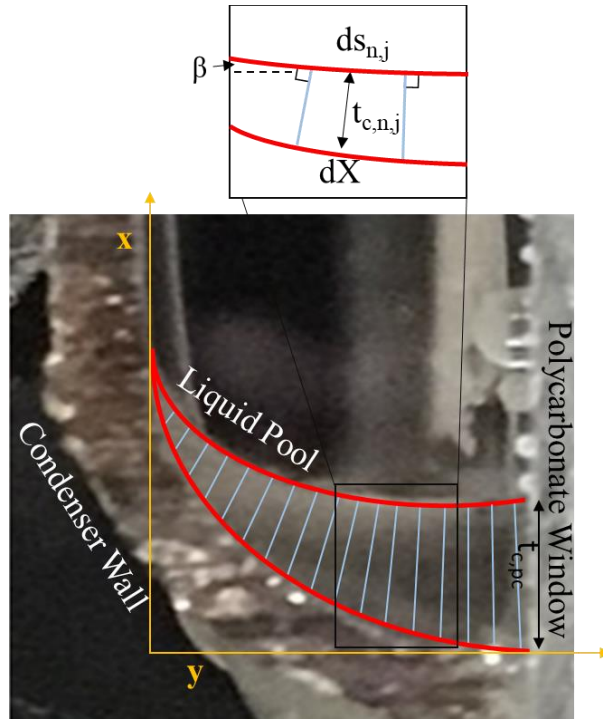 ds_{n,j}
β
t_{c,n,j}
dX
x
Liquid Pool
Condenser Wall
Polycarbonate Window
t_{c,pc}
y